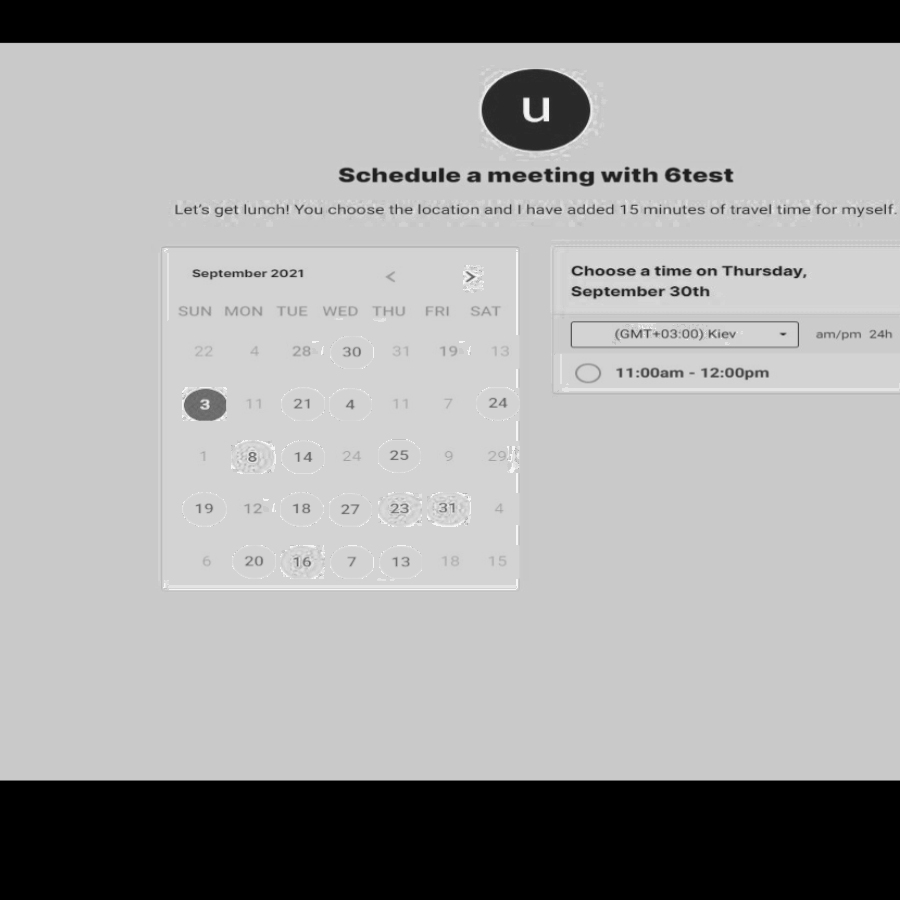 u
Schedule a meeting with 6test
Let's get lunch! You choose the location and I have added 15 minutes of travel time for myself.
September 2021 < >
SUN MON TUE WED THU FRI SAT
22 4 28 30 31 19 13
3 11 21 4 11 7 24
1 8 14 24 25 9 29
19 12 18 27 23 31 4
6 20 16 7 13 18 15
Choose a time on Thursday,
September 30th
(GMT+03:00) Kiev am/pm 24h
11:00am - 12:00pm